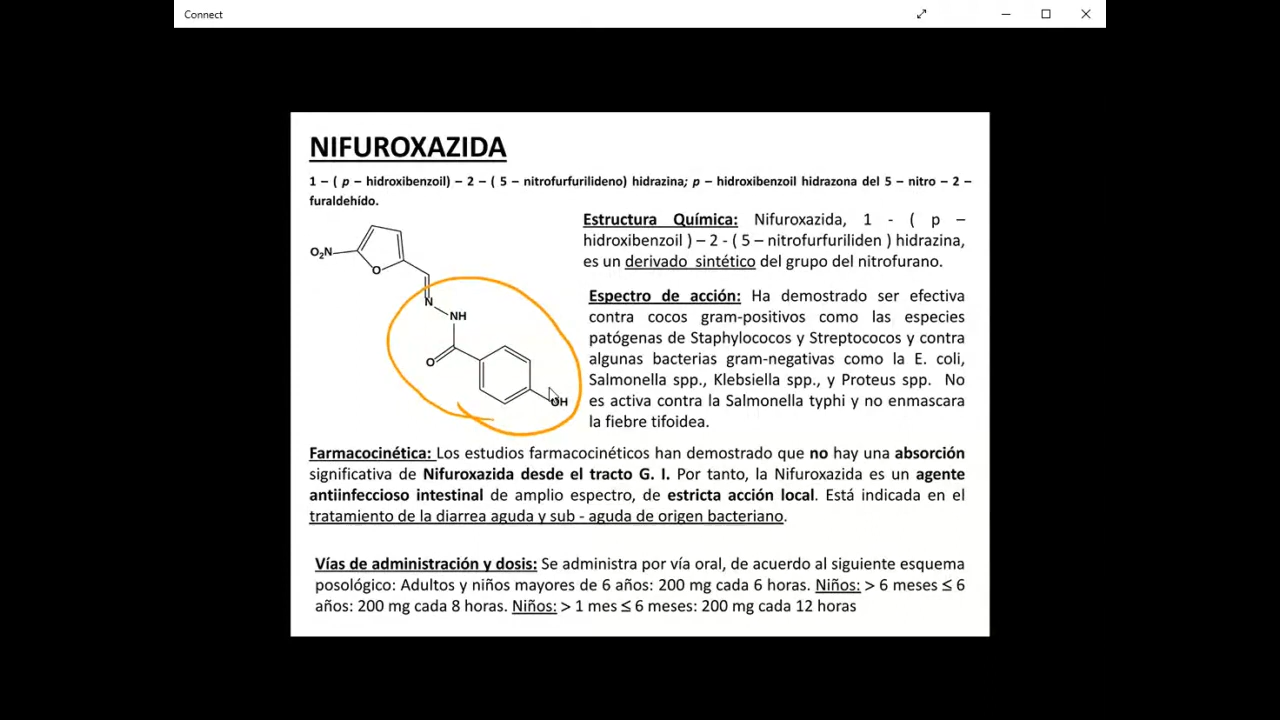 Connect
NIFUROXAZIDA
1 – ( p – hidroxibenzoil) – 2 – ( 5 – nitrofurfurilideno) hidrazina; p – hidroxibenzoil hidrazona del 5 – nitro – 2 –
furaldehído.
Estructura Química: Nifuroxazida, 1 - ( p –
hidroxibenzoil ) – 2 - ( 5 – nitrofurfuriliden ) hidrazina,
es un derivado sintético del grupo del nitrofurano.
O2N
O
N
NH
O
OH
Espectro de acción: Ha demostrado ser efectiva
contra cocos gram-positivos como las especies
patógenas de Staphylococos y Streptococos y contra
algunas bacterias gram-negativas como la E. coli,
Salmonella spp., Klebsiella spp., y Proteus spp. No
es activa contra la Salmonella typhi y no enmascara
la fiebre tifoidea.
Farmacocinética: Los estudios farmacocinéticos han demostrado que no hay una absorción
significativa de Nifuroxazida desde el tracto G. I. Por tanto, la Nifuroxazida es un agente
antiinfeccioso intestinal de amplio espectro, de estricta acción local. Está indicada en el
tratamiento de la diarrea aguda y sub - aguda de origen bacteriano.
Vías de administración y dosis: Se administra por vía oral, de acuerdo al siguiente esquema
posológico: Adultos y niños mayores de 6 años: 200 mg cada 6 horas. Niños: > 6 meses ≤ 6
años: 200 mg cada 8 horas. Niños: > 1 mes ≤ 6 meses: 200 mg cada 12 horas